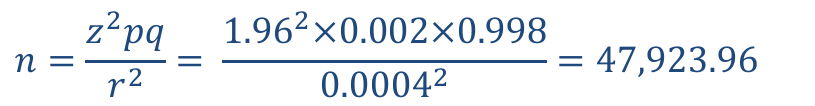 n = z²pq / r² = 1.96²×0.002×0.998 / 0.0004² = 47,923.96